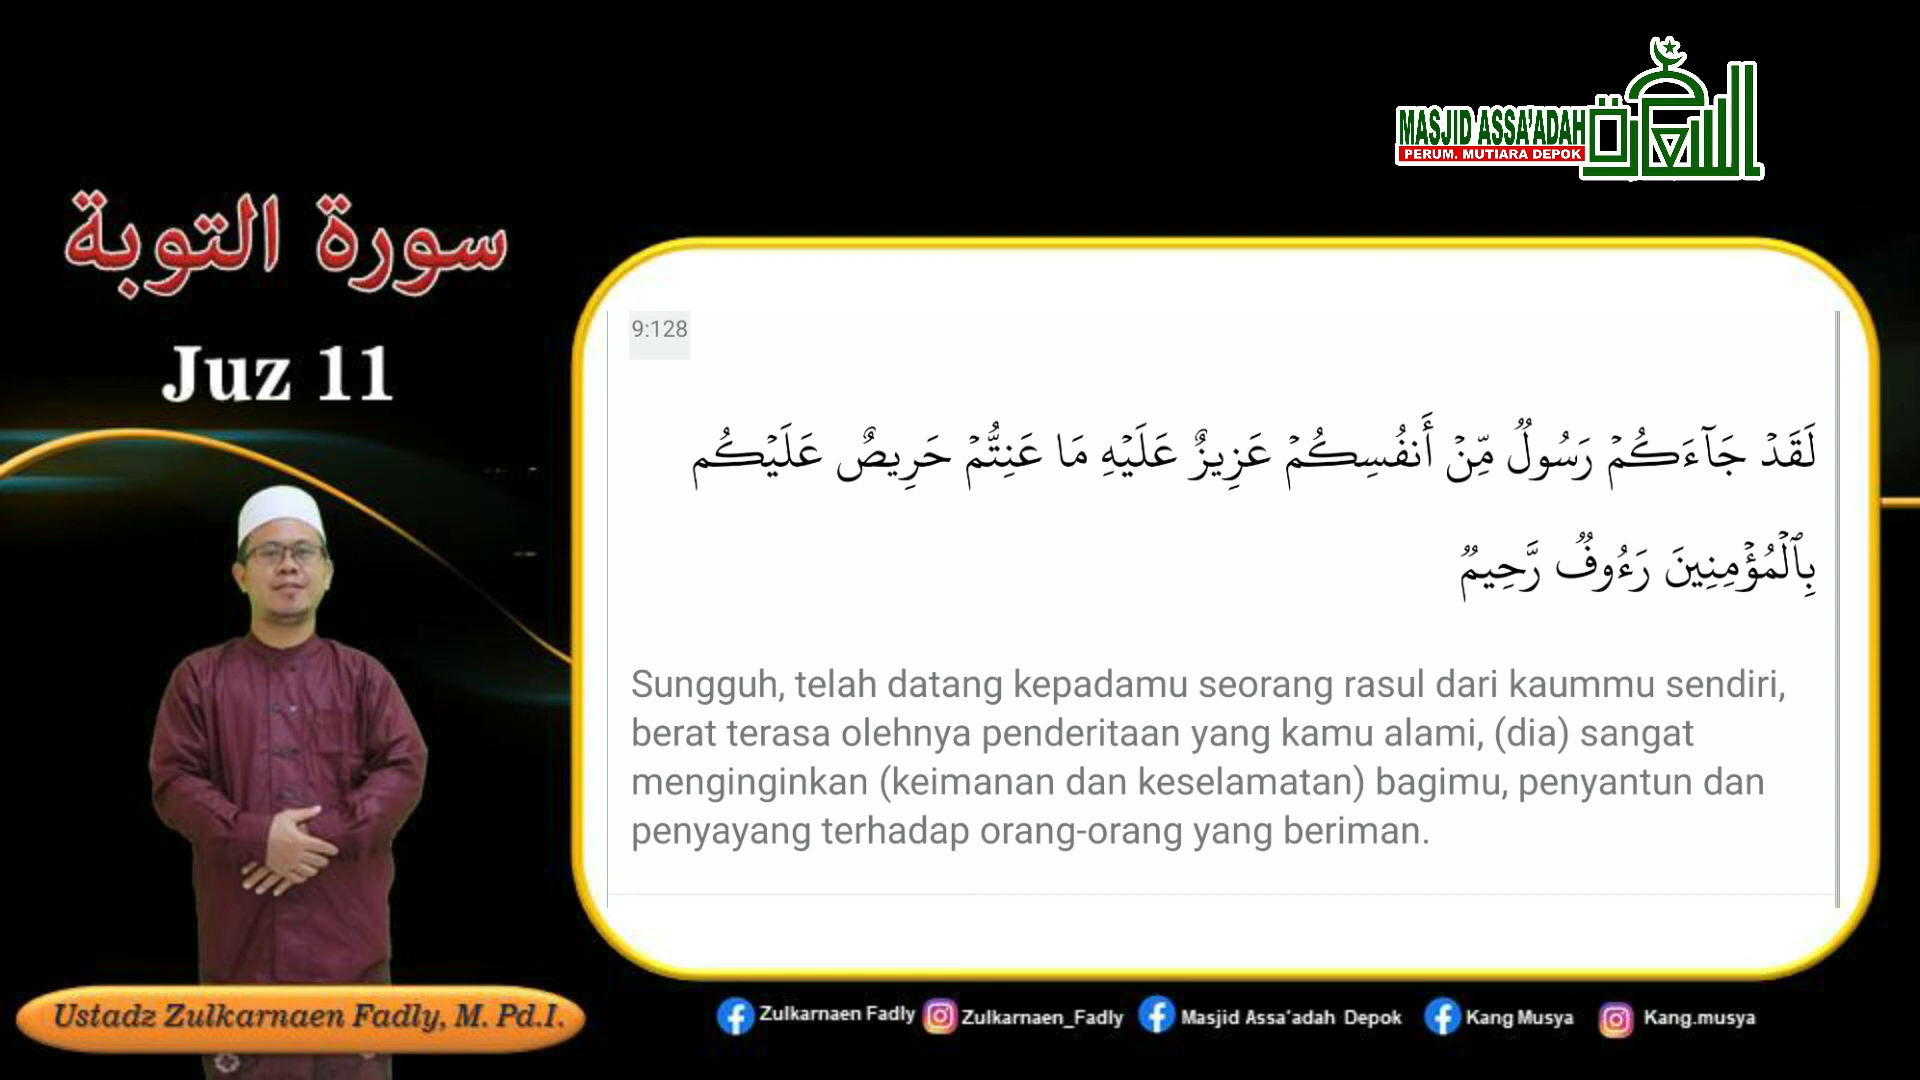 MASJID ASSA'ADAH
PERUM. MUTIARA DEPOK
سورة التوبة
Juz 11
9:128
لَقَدۡ جَآءَكُمۡ رَسُولٞ مِّنۡ أَنفُسِكُمۡ عَزِيزٌ عَلَيۡهِ مَا عَنِتُّمۡ حَرِيصٌ عَلَيۡكُم
بِٱلۡمُؤۡمِنِينَ رَءُوفٞ رَّحِيمٞ
Sungguh, telah datang kepadamu seorang rasul dari kaummu sendiri,
berat terasa olehnya penderitaan yang kamu alami, (dia) sangat
menginginkan (keimanan dan keselamatan) bagimu, penyantun dan
penyayang terhadap orang-orang yang beriman.
Ustadz Zulkarnaen Fadly, M. Pd.I.
Zulkarnaen Fadly Zulkarnaen_Fadly Masjid Assa'adah Depok Kang Musya Kang.musya